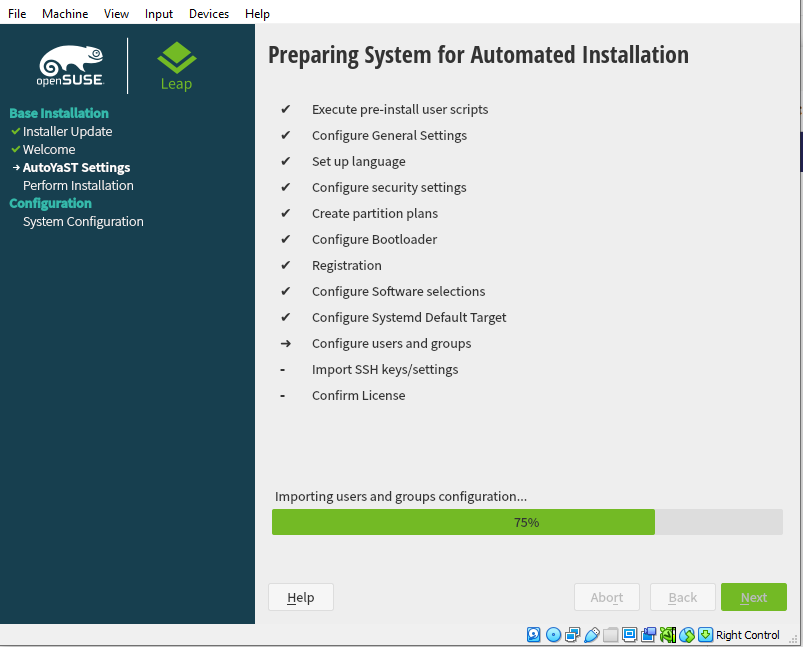 File Machine View Input Devices Help
openSUSE.
Leap
Base Installation
Installer Update
Welcome
AutoYaST Settings
Perform Installation
Configuration
System Configuration
Preparing System for Automated Installation
Execute pre-install user scripts
Configure General Settings
Set up language
Configure security settings
Create partition plans
Configure Bootloader
Registration
Configure Software selections
Configure Systemd Default Target
Configure users and groups
- Import SSH keys/settings
- Confirm License
Importing users and groups configuration...
75%
Help Abort Back Next
Right Control